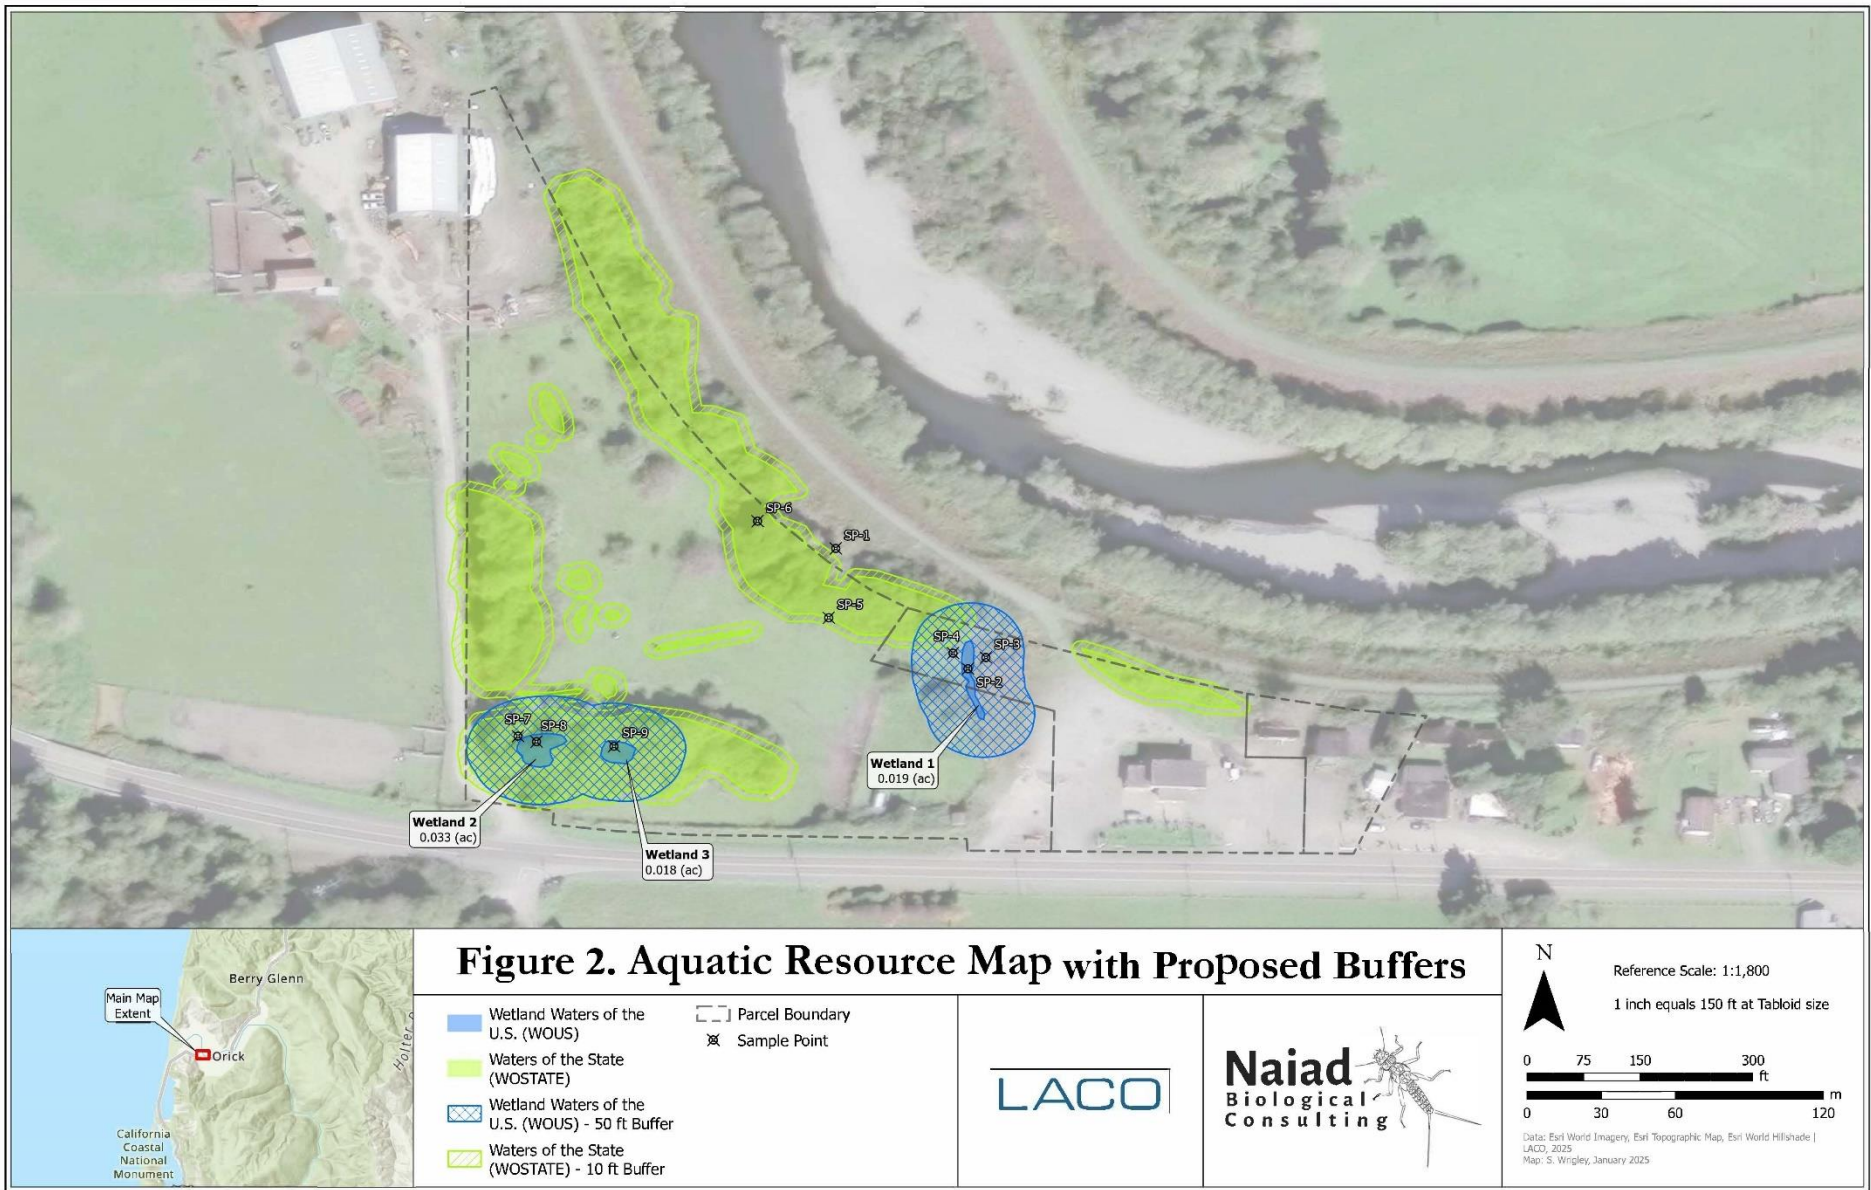 SP-6
SP-1
SP-5
SP-4
SP-3
SP-2
SP-7
SP-8
SP-9
Wetland 1
0.019 (ac)
Wetland 2
0.033 (ac)
Wetland 3
0.018 (ac)
Main Map
Extent
Berry Glenn
Orick
California
Coastal
National
Monument
Figure 2. Aquatic Resource Map with Proposed Buffers
Wetland Waters of the
U.S. (WOUS)
Waters of the State
(WOSTATE)
Wetland Waters of the
U.S. (WOUS) - 50 ft Buffer
Waters of the State
(WOSTATE) - 10 ft Buffer
Parcel Boundary
Sample Point
LACO
Naiad
Biological
Consulting
N
Reference Scale: 1:1,800
1 inch equals 150 ft at Tabloid size
0 75 150 300
ft
m
0 30 60 120
Data: Esri World Imagery, Esri Topographic Map, Esri World Hillshade |
LACO, 2025
Map: S. Wrigley, January 2025